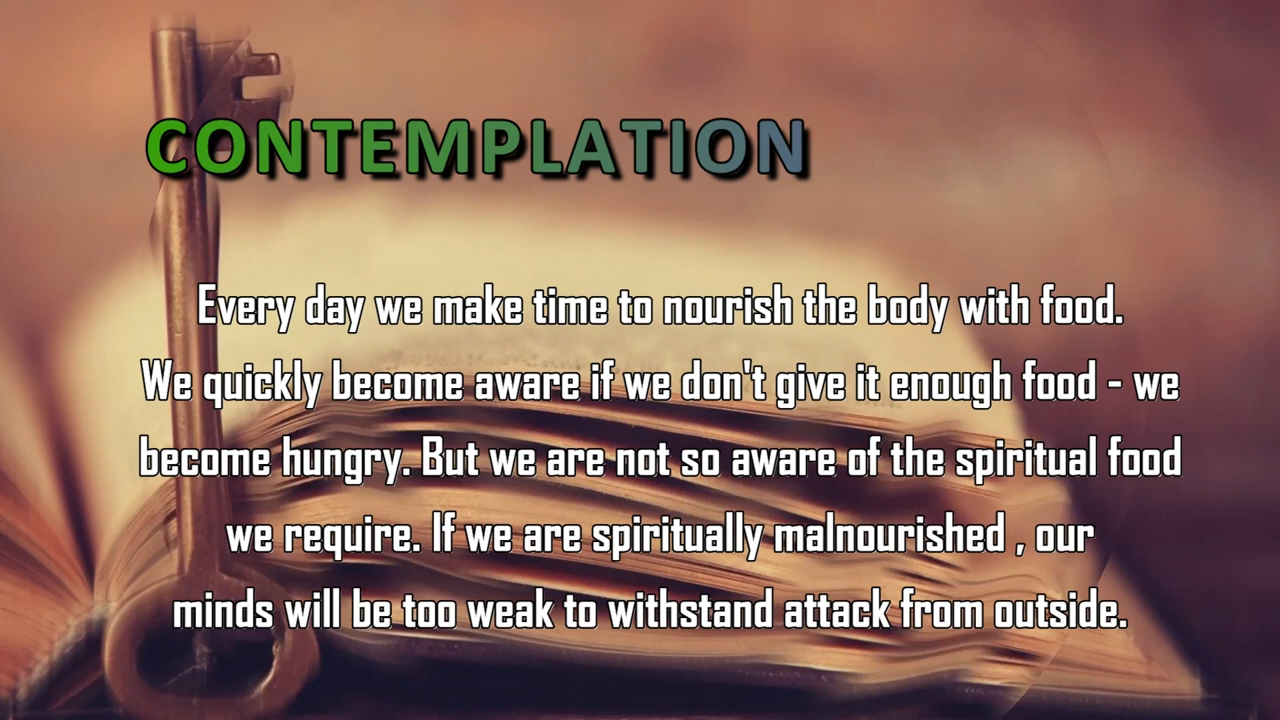 CONTEMPLATION
Every day we make time to nourish the body with food.
We quickly become aware if we don't give it enough food - we
become hungry. But we are not so aware of the spiritual food
we require. If we are spiritually malnourished , our
minds will be too weak to withstand attack from outside.